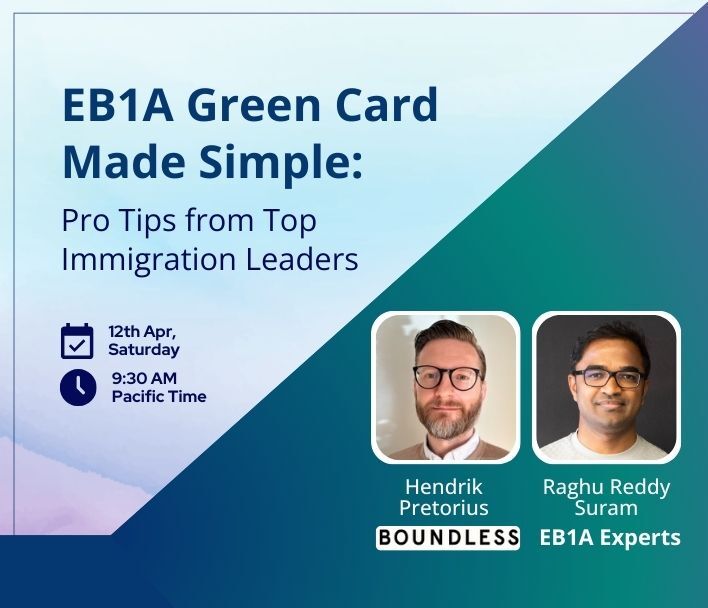 EB1A Green Card
Made Simple:
Pro Tips from Top
Immigration Leaders
12th Apr,
Saturday
9:30 AM
Pacific Time
Hendrik
Pretorius
BOUNDLESS
Raghu Reddy
Suram
EB1A Experts